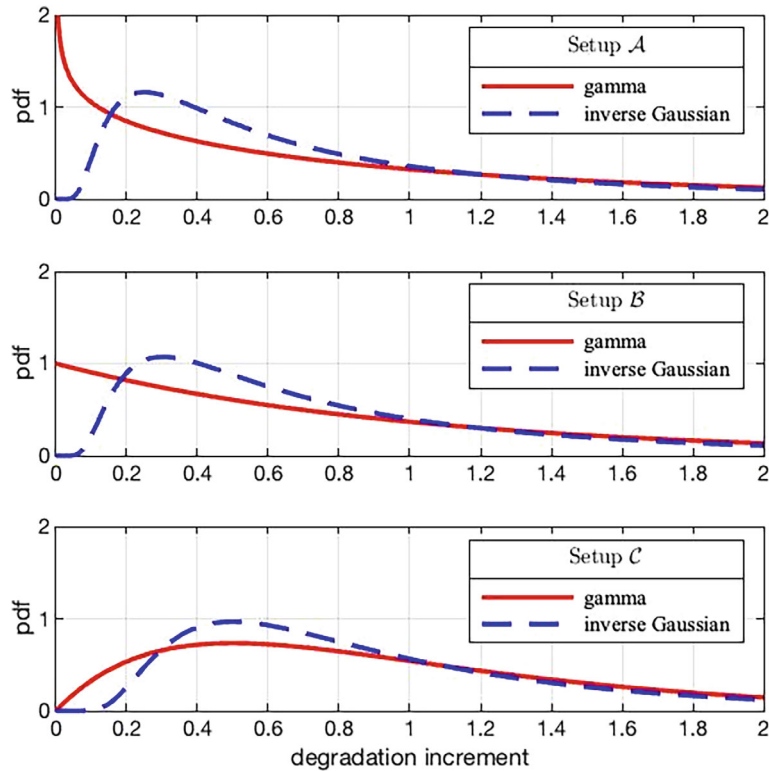 2
1
0
pdf
0 0.2 0.4 0.6 0.8 1 1.2 1.4 1.6 1.8 2
Setup 𝒜
gamma
inverse Gaussian
2
1
0
pdf
0 0.2 0.4 0.6 0.8 1 1.2 1.4 1.6 1.8 2
Setup ℬ
gamma
inverse Gaussian
2
1
0
pdf
0 0.2 0.4 0.6 0.8 1 1.2 1.4 1.6 1.8 2
Setup 𝒞
gamma
inverse Gaussian
degradation increment